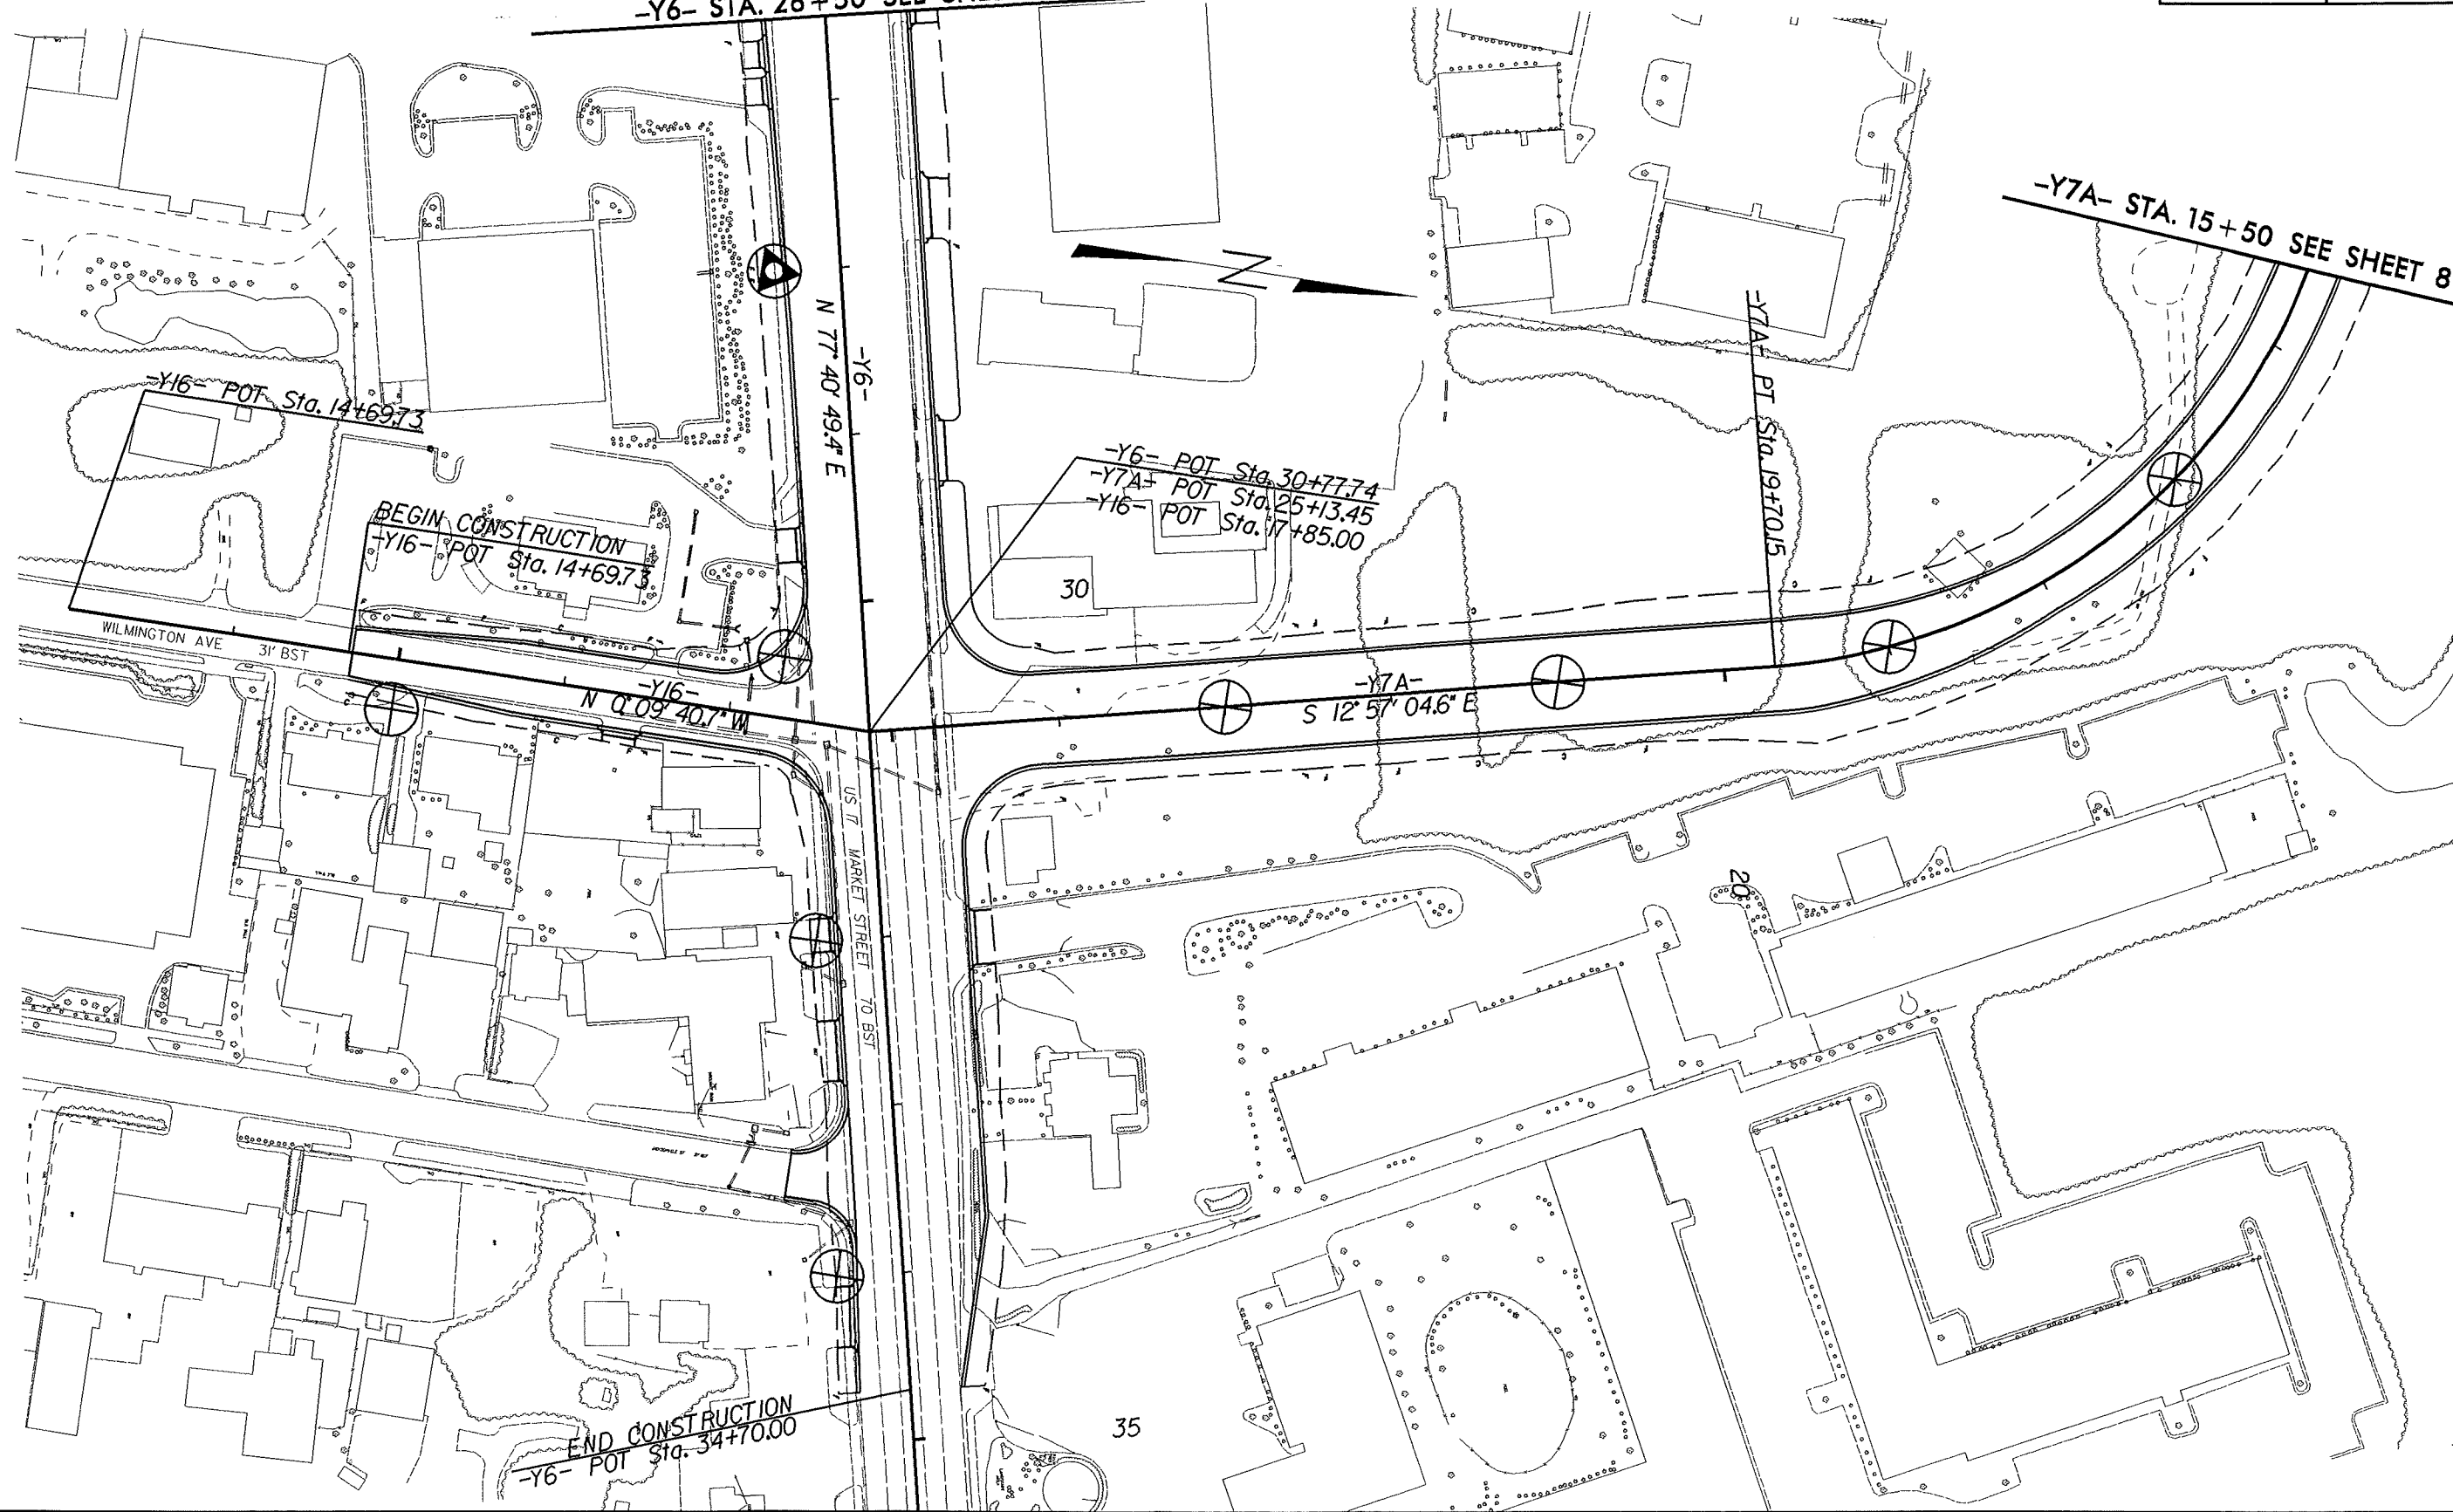 -Y6- STA. 28+50 SEE
-Y7A- STA. 15+50 SEE SHEET 8
N
-Y6-
N 77° 40' 49.4" E
-Y7A- PT Sta. 19+70.15
-Y16- POT Sta. 14+69.73
-Y6- POT Sta. 30+77.74
-Y7A- POT Sta. 25+13.45
-Y16- POT Sta. 17+85.00
BEGIN CONSTRUCTION
-Y16- POT Sta. 14+69.73
30
WILMINGTON AVE
31' BST
-Y16-
N 0° 09' 40.7" W
-Y7A-
S 12° 57' 04.6" E
US 17 MARKET STREET 70 BST
20
END CONSTRUCTION
-Y6- POT Sta. 34+70.00
35